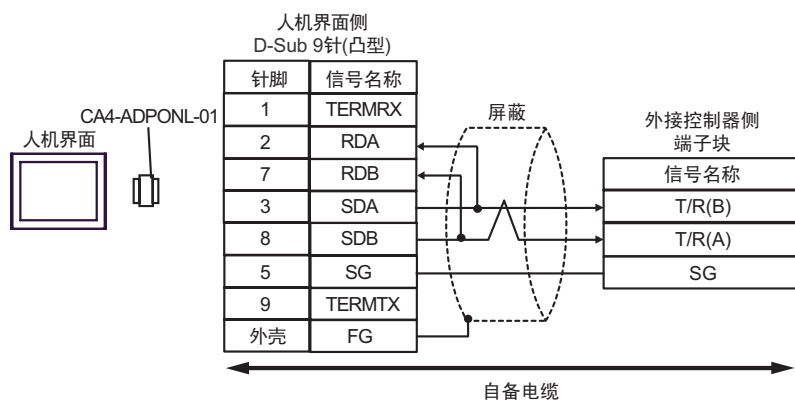 人机界面侧
D-Sub 9针(凸型)
CA4-ADPONL-01
人机界面
针脚 信号名称
1 TERMRX
2 RDA
7 RDB
3 SDA
8 SDB
5 SG
9 TERMTX
外壳 FG
屏蔽
外接控制器侧
端子块
信号名称
T/R(B)
T/R(A)
SG
自备电缆